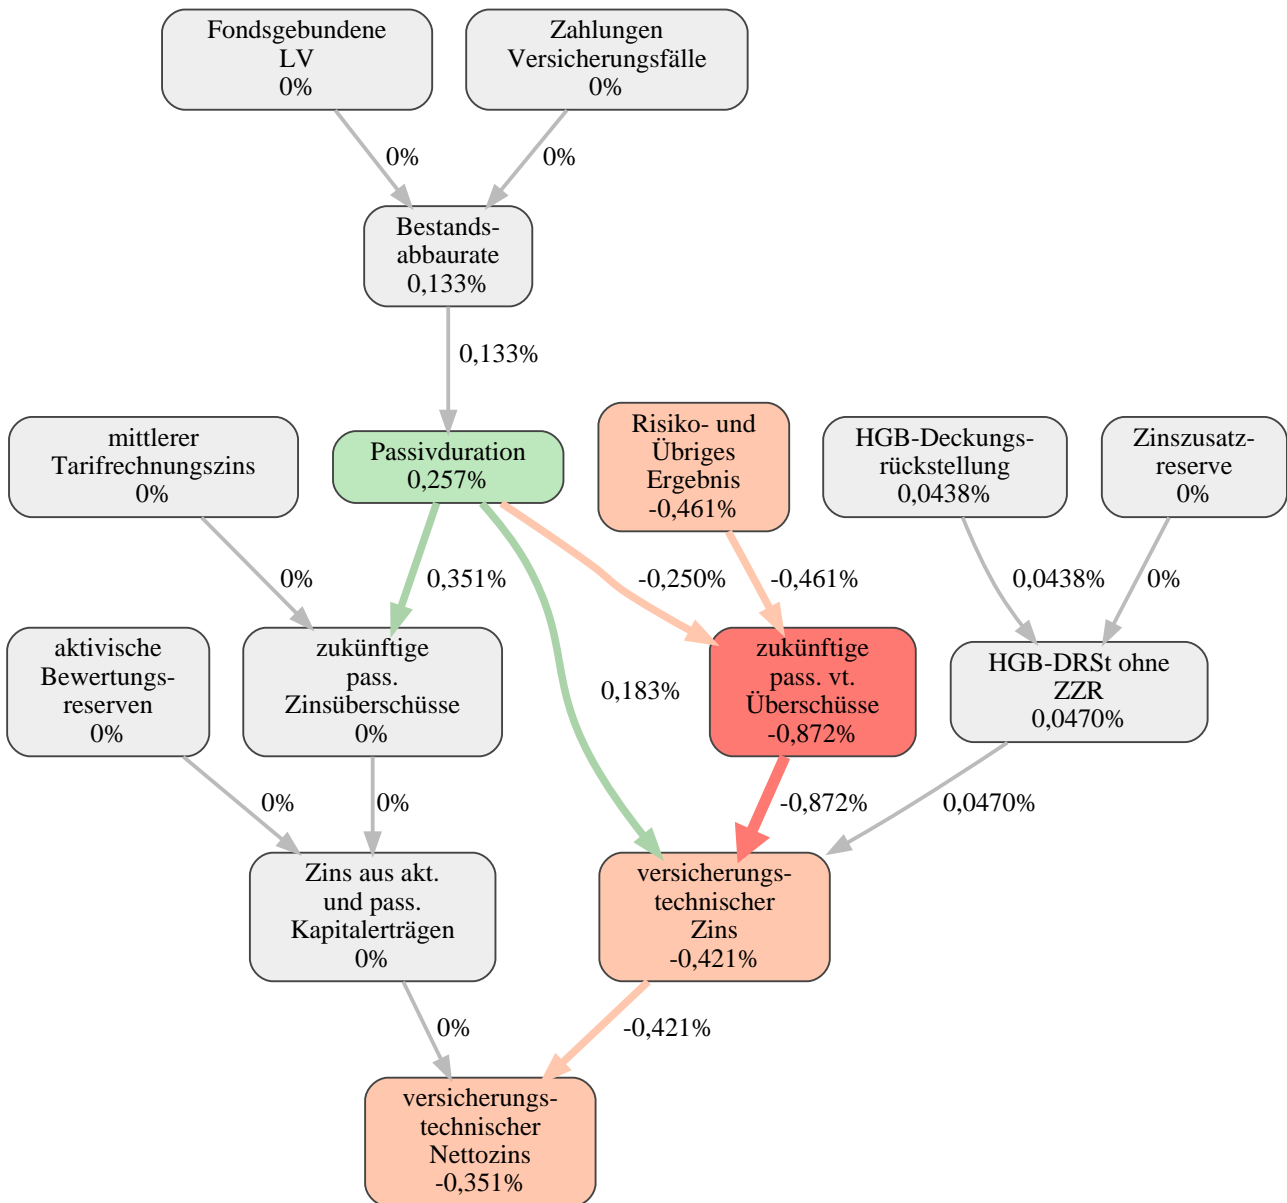 Fondsgebundene
LV
0%
Zahlungen
Versicherungsfälle
0%
0%
0%
Bestands-
abbaurate
0,133%
0,133%
mittlerer
Tarifrechnungszins
0%
Passivduration
0,257%
Risiko- und
Übriges
Ergebnis
-0,461%
HGB-Deckungs-
rückstellung
0,0438%
Zinszusatz-
reserve
0%
0%
0,351%
-0,250%
-0,461%
0,0438%
0%
aktivische
Bewertungs-
reserven
0%
zukünftige
pass.
Zinsüberschüsse
0%
0,183%
zukünftige
pass. vt.
Überschüsse
-0,872%
HGB-DRSt ohne
ZZR
0,0470%
0%
0%
-0,872%
0,0470%
Zins aus akt.
und pass.
Kapitalerträgen
0%
versicherungs-
technischer
Zins
-0,421%
0%
-0,421%
versicherungs-
technischer
Nettozins
-0,351%